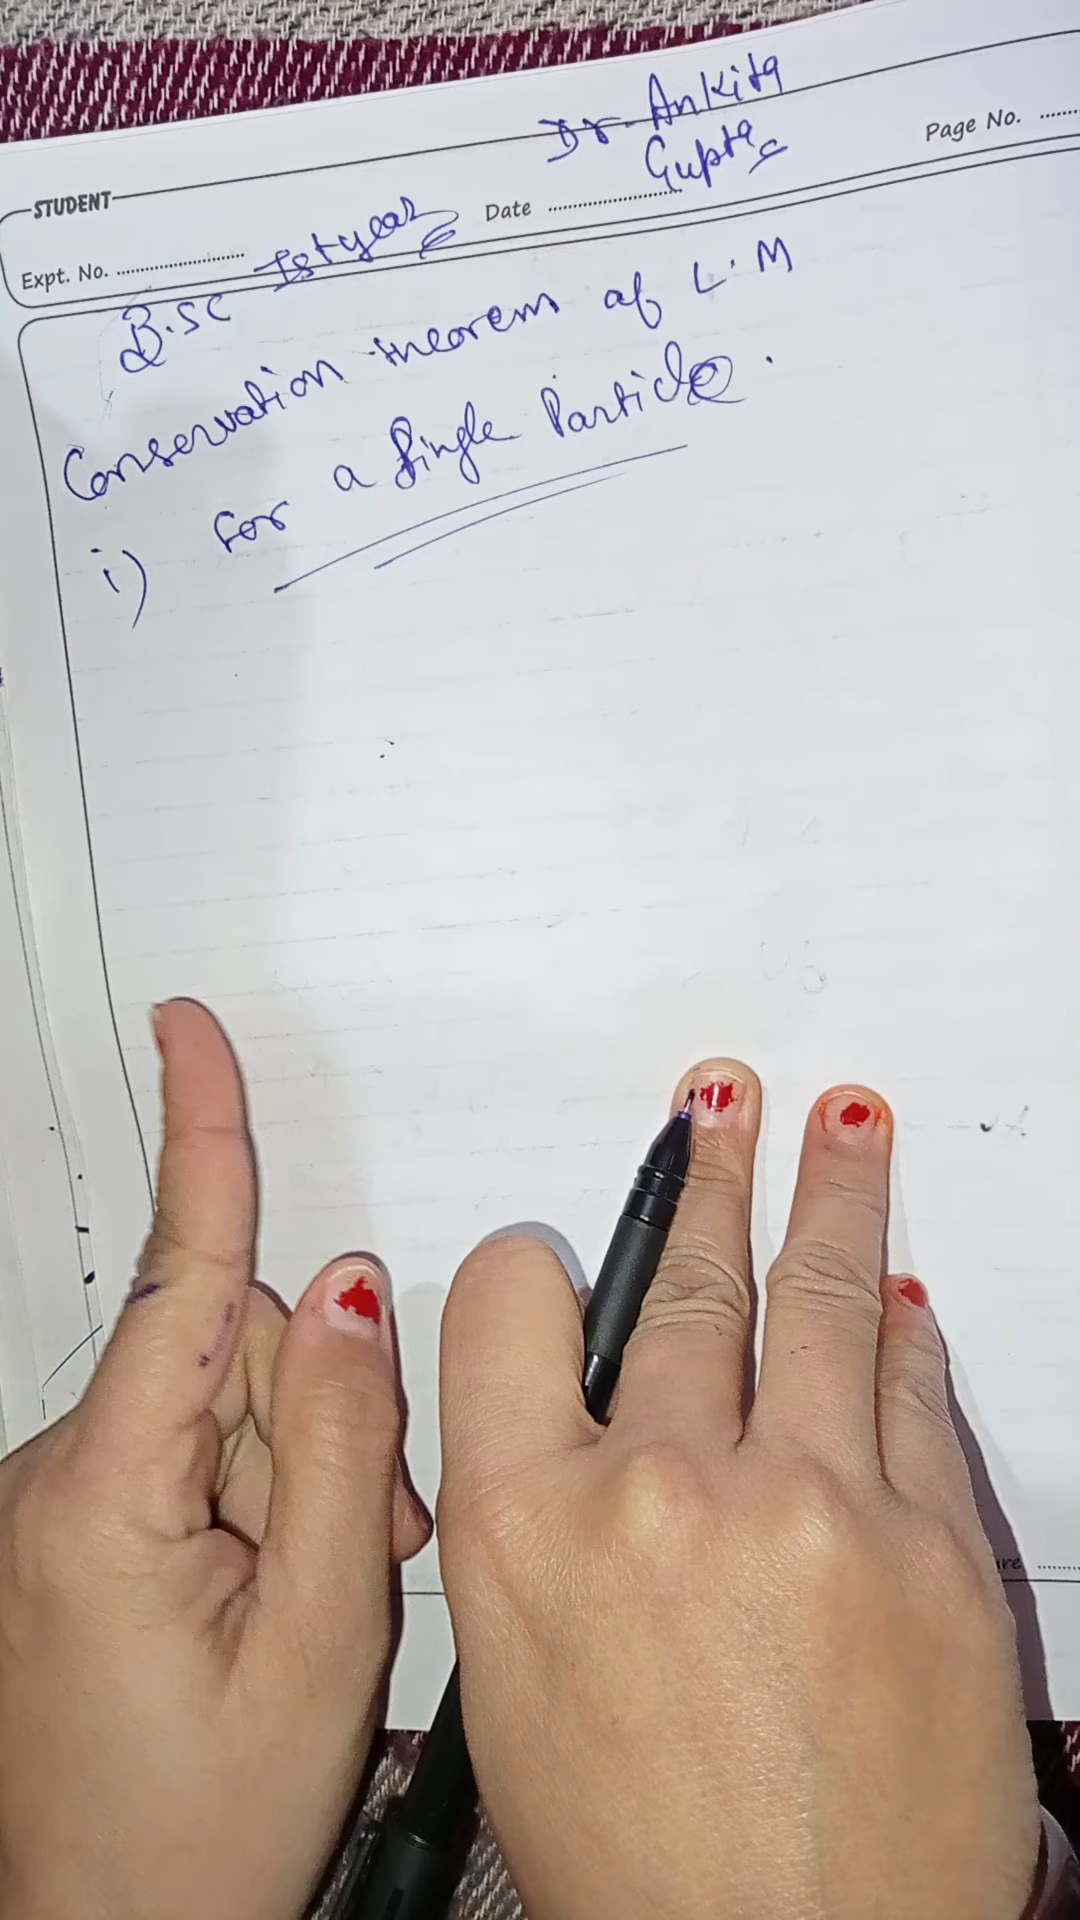 Dr. Ankita
Gupta
STUDENT
Page No. ......
Expt. No. ........................ Date ........................
B.Sc Ist year
Conservation theorem of L.M
i) for a Single Particle.